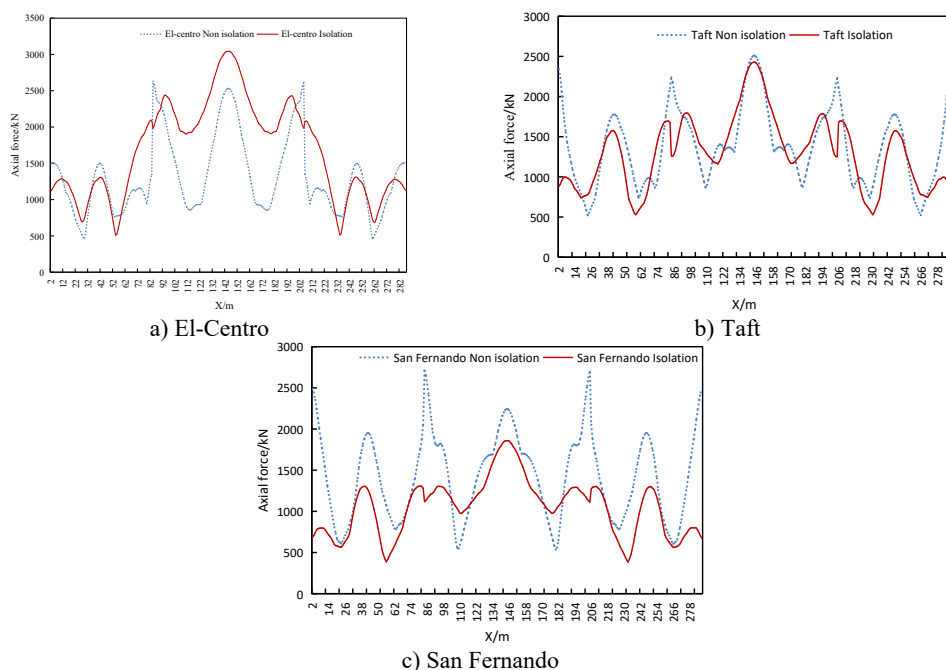 El-centro Non isolation El-centro Isolation
3500
3000
2500
2000
1500
1000
500
0
Axial force/kN
2 12 22 32 42 52 62 72 82 92 102 112 122 132 142 152 162 172 182 192 202 212 222 232 242 252 262 272 282
X/m
a) El-Centro
Taft Non isolation Taft Isolation
3000
2500
2000
1500
1000
500
0
Axial force/kN
2 14 26 38 50 62 74 86 98 110 122 134 146 158 170 182 194 206 218 230 242 254 266 278
X/m
b) Taft
San Fernando Non isolation San Fernando Isolation
3000
2500
2000
1500
1000
500
0
Axial force/kN
2 14 26 38 50 62 74 86 98 110 122 134 146 158 170 182 194 206 218 230 242 254 266 278
X/m
c) San Fernando